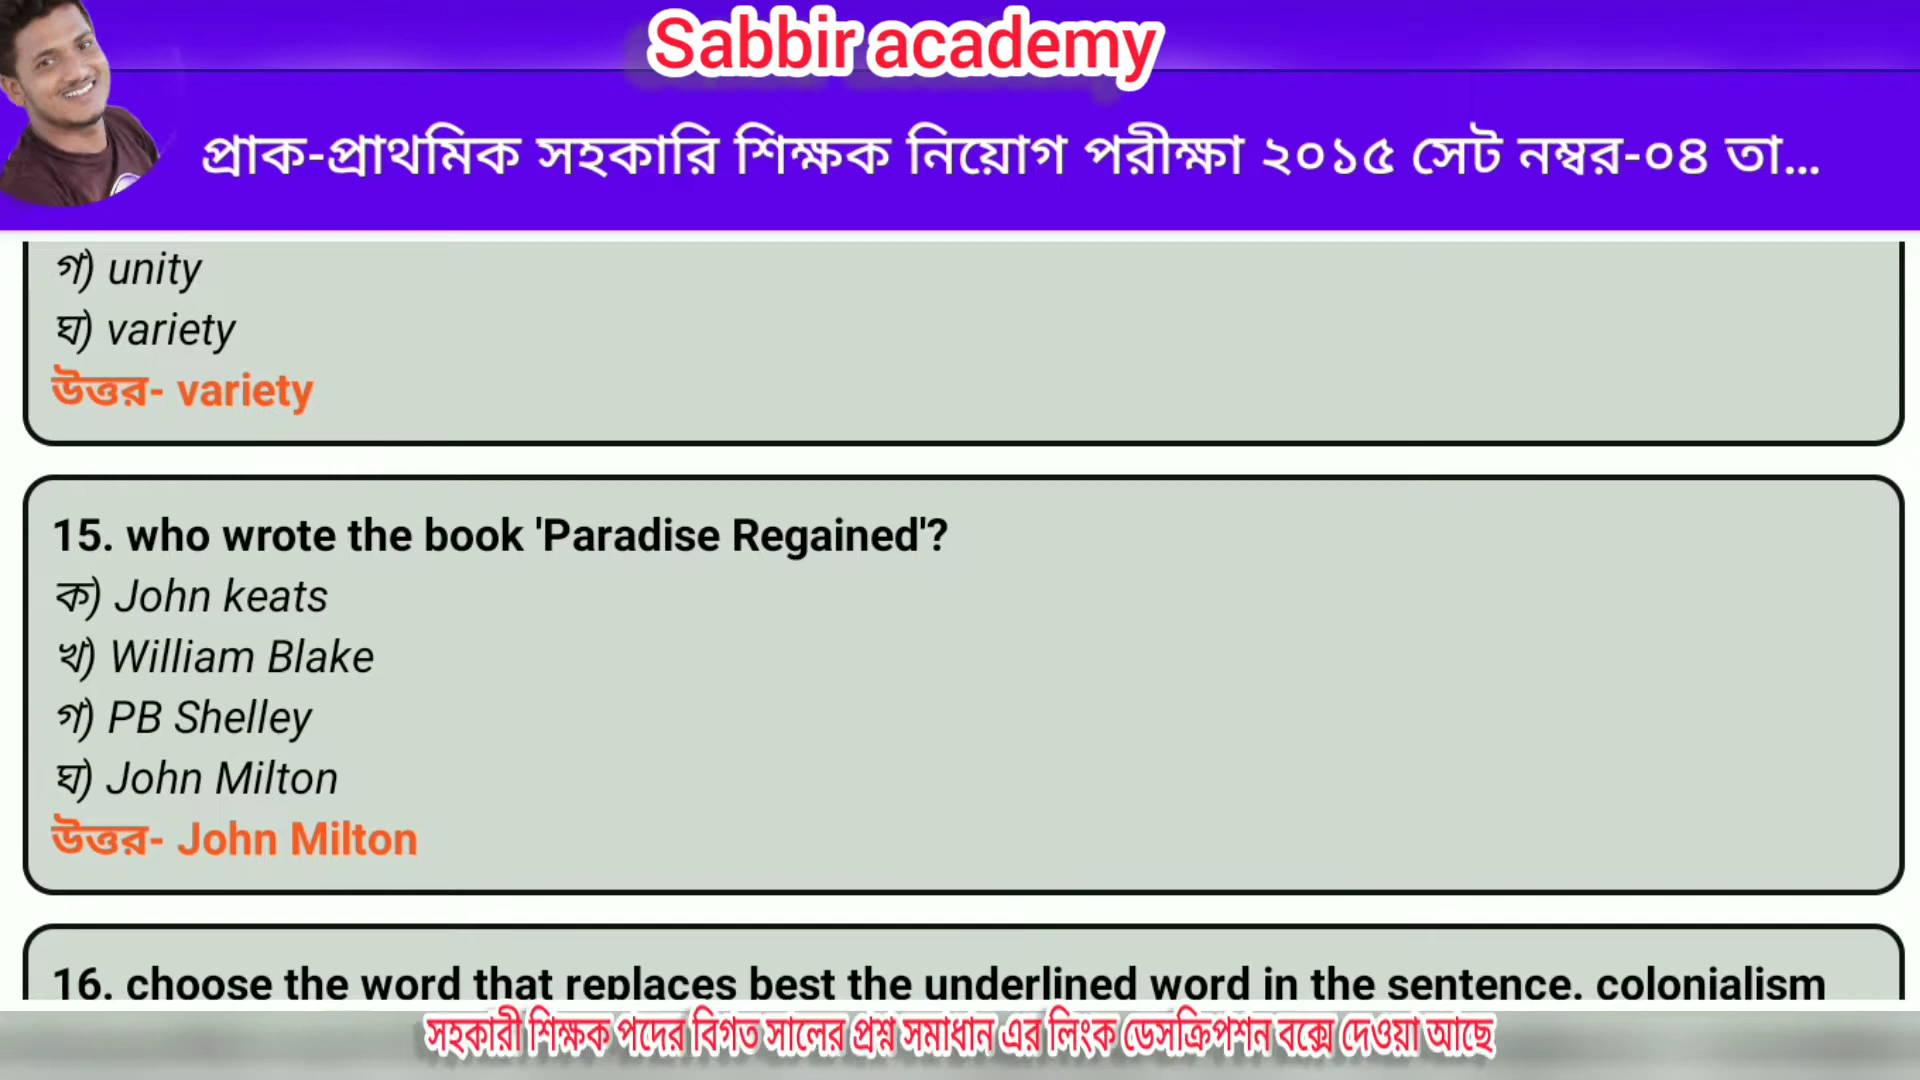 Sabbir academy
প্রাক-প্রাথমিক সহকারি শিক্ষক নিয়োগ পরীক্ষা ২০১৫ সেট নম্বর-০৪ তা...
গ) unity
ঘ) variety
উত্তর- variety
15. who wrote the book 'Paradise Regained'?
ক) John keats
খ) William Blake
গ) PB Shelley
ঘ) John Milton
উত্তর- John Milton
16. choose the word that replaces best the underlined word in the sentence. colonialism
সহকারী শিক্ষক পদের বিগত সালের প্রশ্ন সমাধান এর লিংক ডেসক্রিপশন বক্সে দেওয়া আছে